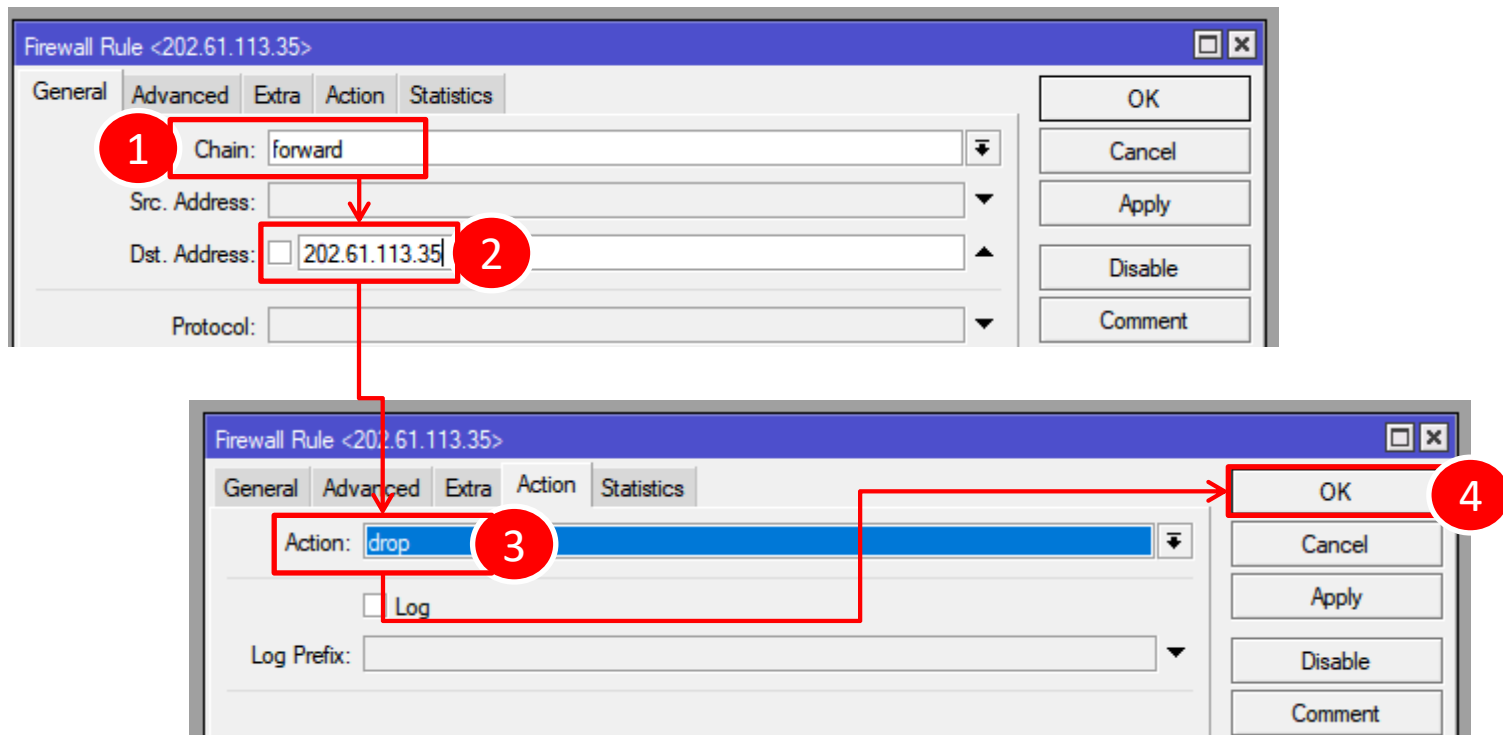 Firewall Rule <202.61.113.35>
General Advanced Extra Action Statistics
OK
1 Chain: forward
Cancel
Src. Address:
Apply
Dst. Address: 202.61.113.35 2
Disable
Protocol:
Comment
Firewall Rule <202.61.113.35>
General Advanced Extra Action Statistics
OK 4
Action: drop 3
Cancel
Log
Apply
Log Prefix:
Disable
Comment